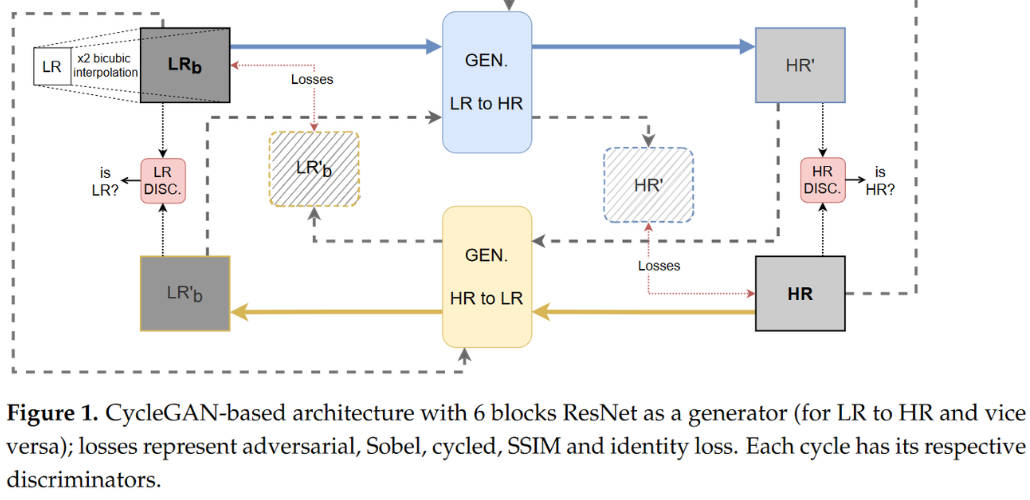 LR
x2 bicubic
interpolation
LRb
GEN.
LR to HR
HR'
Losses
LR'b
HR'
is
LR?
LR
DISC.
HR
DISC.
is
HR?
GEN.
HR to LR
Losses
LR'b
HR
Figure 1. CycleGAN-based architecture with 6 blocks ResNet as a generator (for LR to HR and vice
versa); losses represent adversarial, Sobel, cycled, SSIM and identity loss. Each cycle has its respective
discriminators.